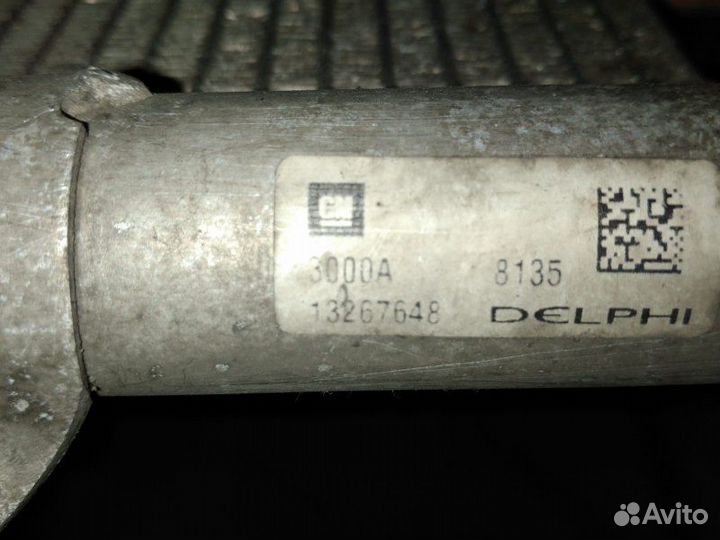 GM
3000A 8135
13267648 DELPHI
Avito